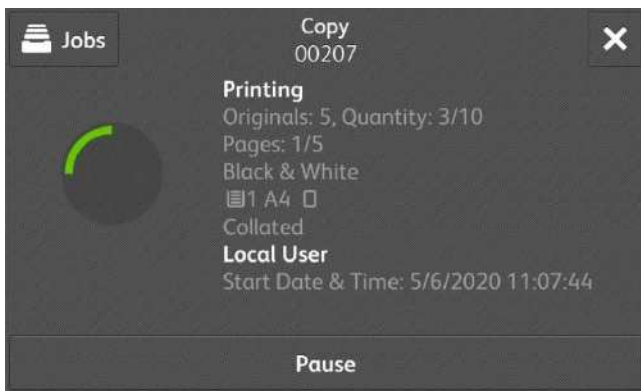 Jobs
Copy
00207
Printing
Originals: 5, Quantity: 3/10
Pages: 1/5
Black & White
1 A4
Collated
Local User
Start Date & Time: 5/6/2020 11:07:44
Pause